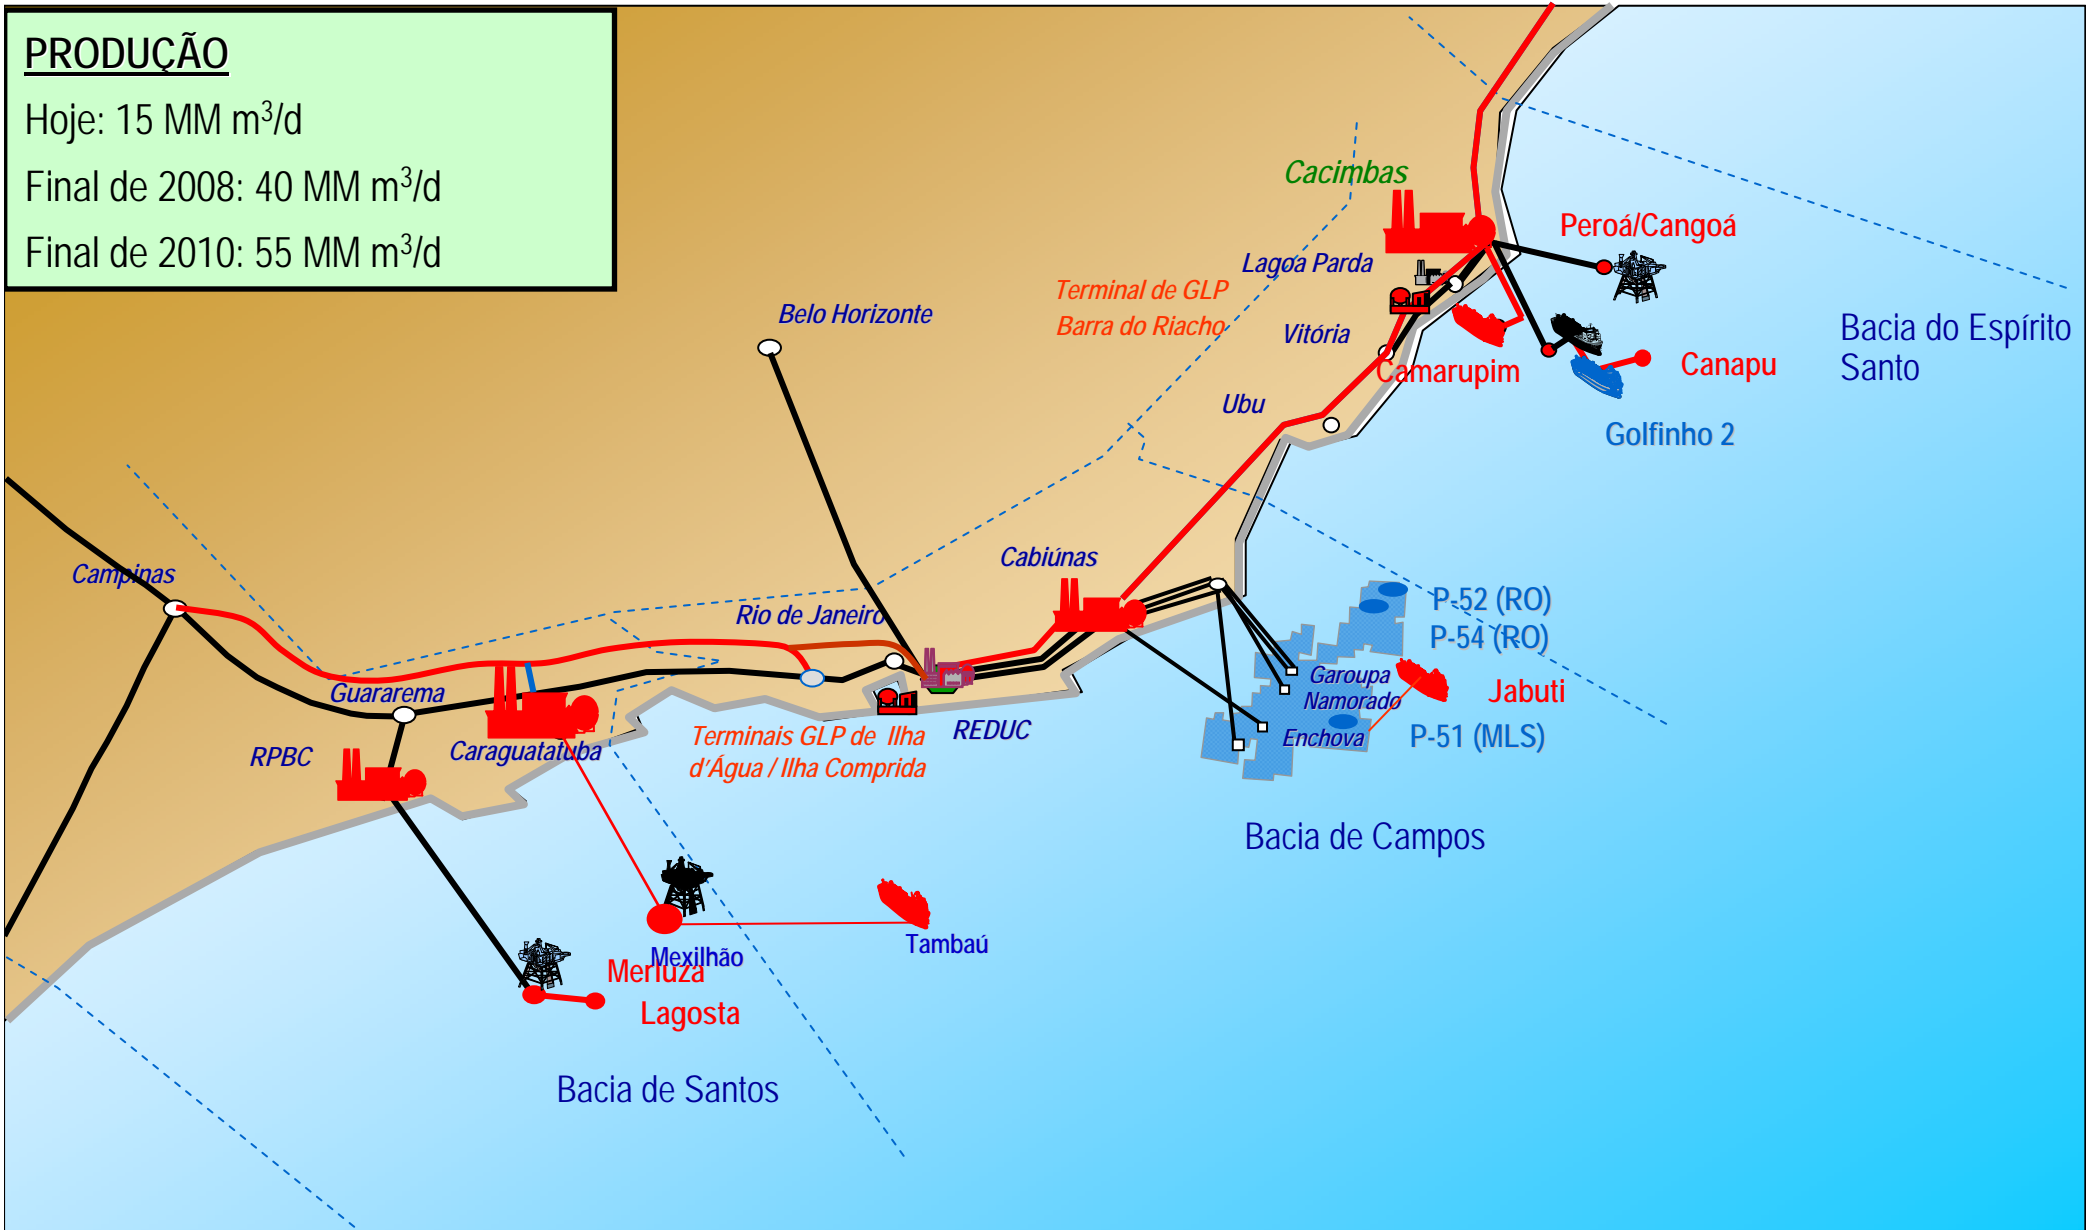 PRODUÇÃO
Hoje: 15 MM m³/d
Final de 2008: 40 MM m³/d
Final de 2010: 55 MM m³/d
Cacimbas
Peroá/Cangoá
Lagoa Parda
Terminal de GLP
Barra do Riacho
Belo Horizonte
Vitória
Bacia do Espírito
Santo
Camarupim
Canapu
Ubu
Golfinho 2
Cabiúnas
Campinas
Rio de Janeiro
P-52 (RO)
P-54 (RO)
Garoupa
Namorado
Jabuti
Guararema
Enchova
P-51 (MLS)
REDUC
Terminais GLP de Ilha
d'Água / Ilha Comprida
Caraguatatuba
RPBC
Bacia de Campos
Tambaú
Mexilhão
Merluza
Lagosta
Bacia de Santos